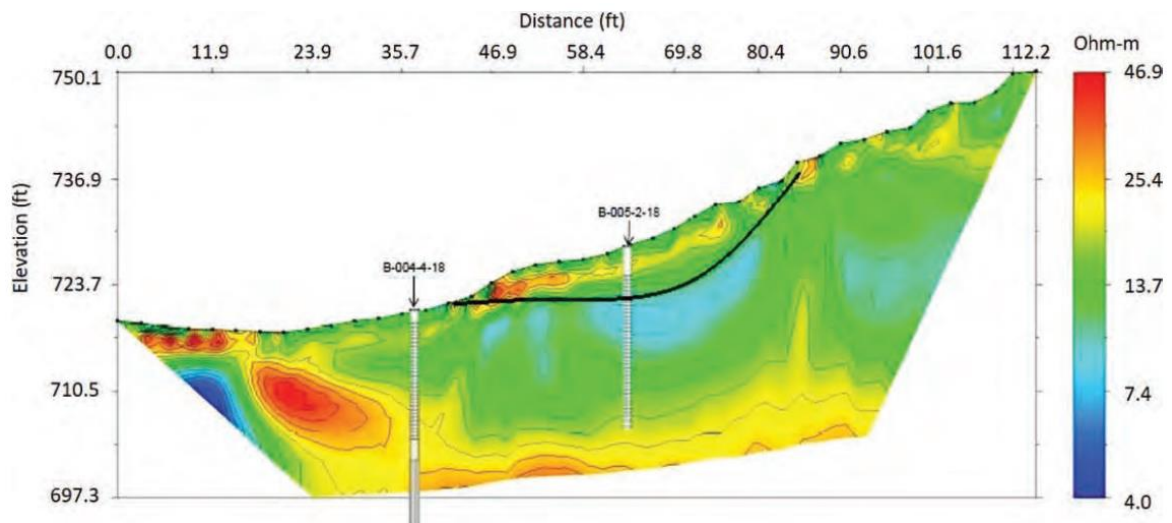 Distance (ft)
0.0 11.9 23.9 35.7 46.9 58.4 69.8 80.4 90.6 101.6 112.2
Ohm-m
750.1
46.9
736.9
25.4
B-005-2-18
B-004-4-18
Elevation (ft)
723.7
13.7
710.5
7.4
697.3
4.0